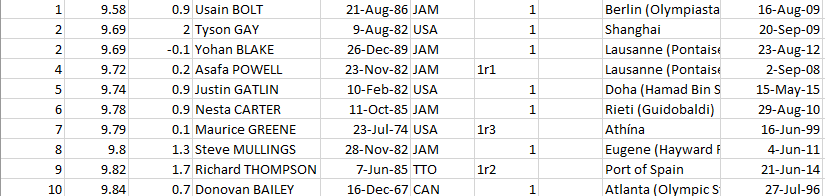 1 9.58 0.9 Usain BOLT 21-Aug-86 JAM 1 Berlin (Olympiasta 16-Aug-09
2 9.69 2 Tyson GAY 9-Aug-82 USA 1 Shanghai 20-Sep-09
2 9.69 -0.1 Yohan BLAKE 26-Dec-89 JAM 1 Lausanne (Pontaise 23-Aug-12
4 9.72 0.2 Asafa POWELL 23-Nov-82 JAM 1r1 Lausanne (Pontaise 2-Sep-08
5 9.74 0.9 Justin GATLIN 10-Feb-82 USA 1 Doha (Hamad Bin S 15-May-15
6 9.78 0.9 Nesta CARTER 11-Oct-85 JAM 1 Rieti (Guidobaldi) 29-Aug-10
7 9.79 0.1 Maurice GREENE 23-Jul-74 USA 1r3 Athína 16-Jun-99
8 9.8 1.3 Steve MULLINGS 28-Nov-82 JAM 1 Eugene (Hayward F 4-Jun-11
9 9.82 1.7 Richard THOMPSON 7-Jun-85 TTO 1r2 Port of Spain 21-Jun-14
10 9.84 0.7 Donovan BAILEY 16-Dec-67 CAN 1 Atlanta (Olympic S 27-Jul-96